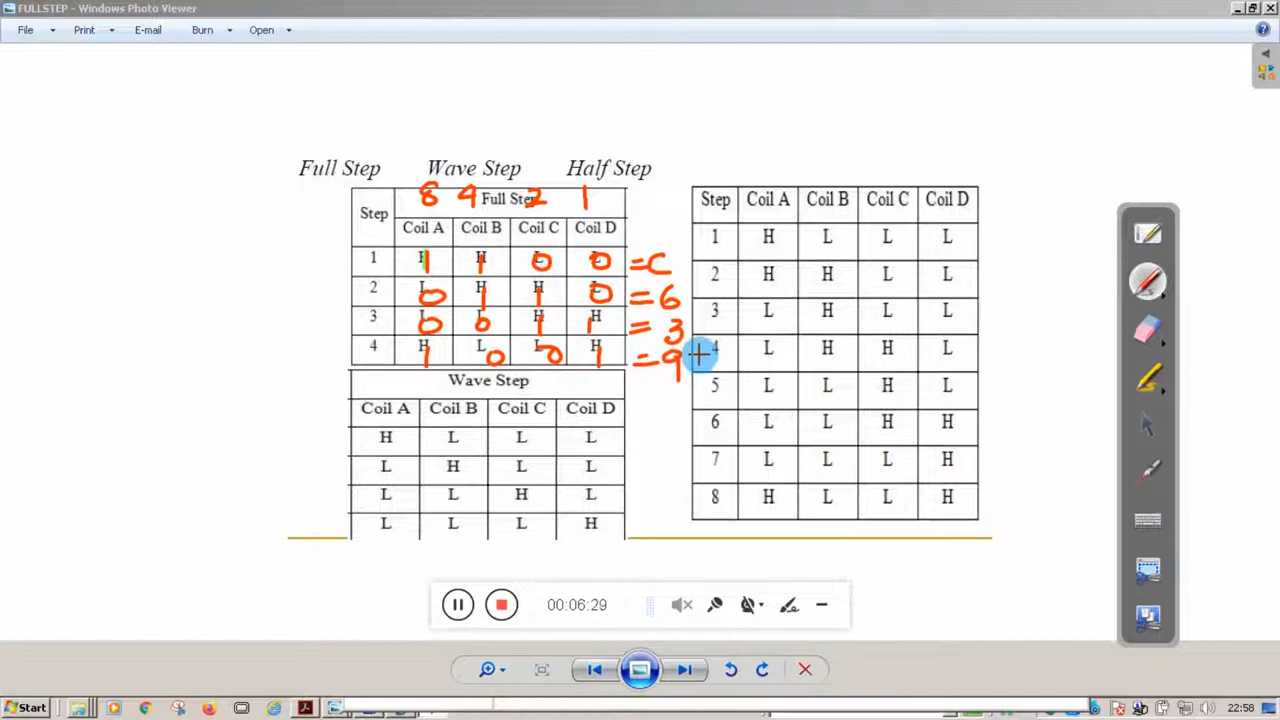 FULLSTEP - Windows Photo Viewer
File Print E-mail Burn Open
Full Step Wave Step Half Step
8 4 2 1
Step Full Step
Coil A Coil B Coil C Coil D
1 H H L L
1 1 0 0 = C
2 L H H L
0 1 1 0 = 6
3 L L H H
0 0 1 1 = 3
4 H L L H
1 0 0 1 = 9
Wave Step
Coil A Coil B Coil C Coil D
H L L L
L H L L
L L H L
L L L H
Step Coil A Coil B Coil C Coil D
1 H L L L
2 H H L L
3 L H L L
4 L H H L
5 L L H L
6 L L H H
7 L L L H
8 H L L H
00:06:29
Start
22:58